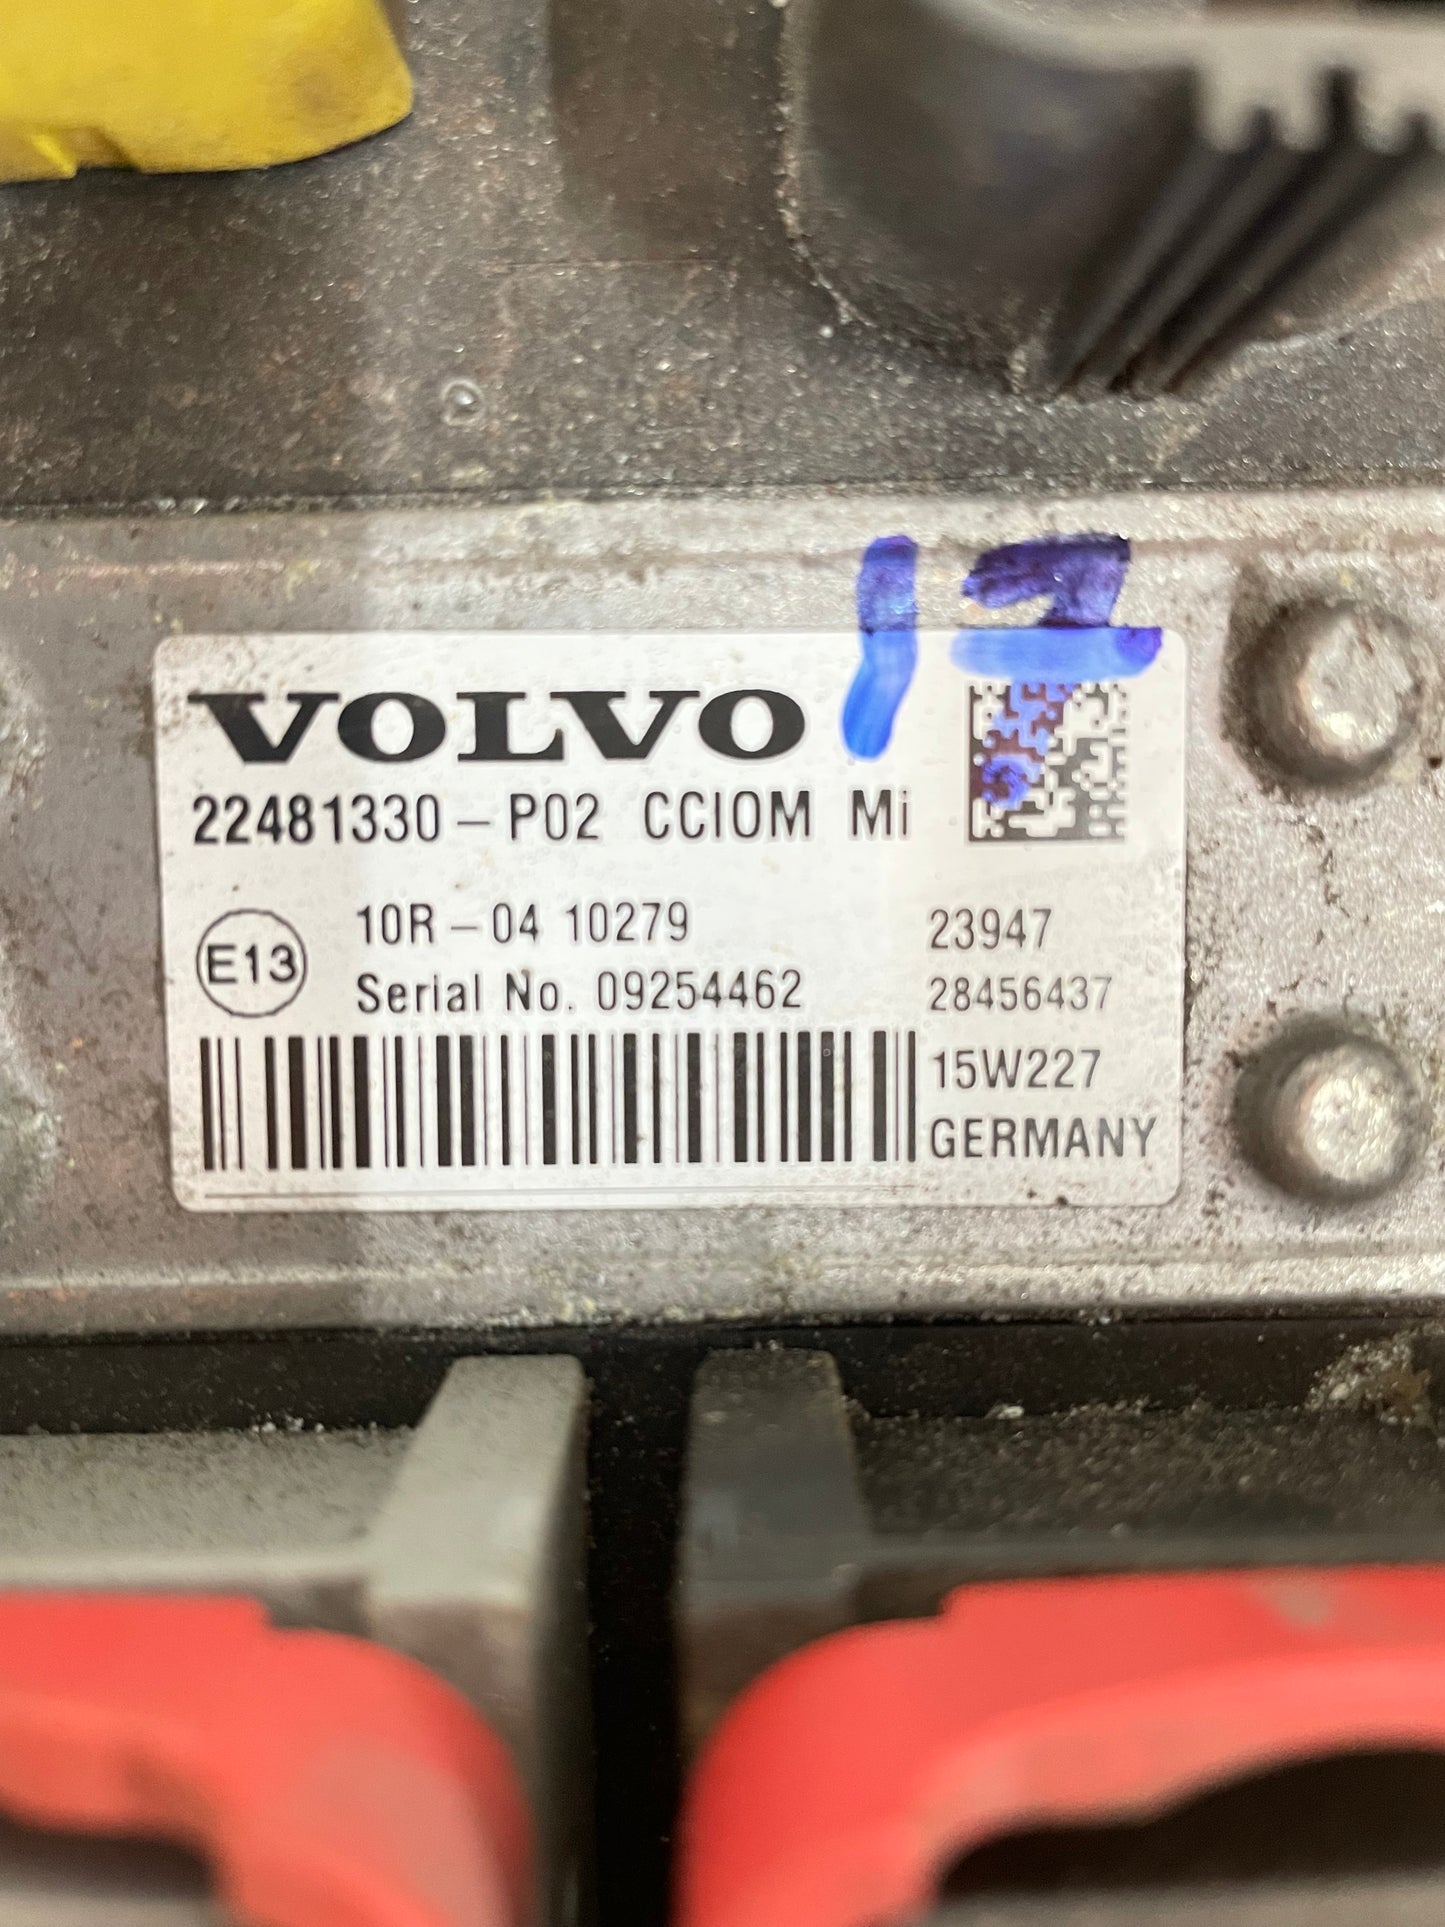 17
VOLVO
22481330-P02 CCIOM Mi
E13
10R-04 10279
23947
Serial No. 09254462
28456437
15W227
GERMANY